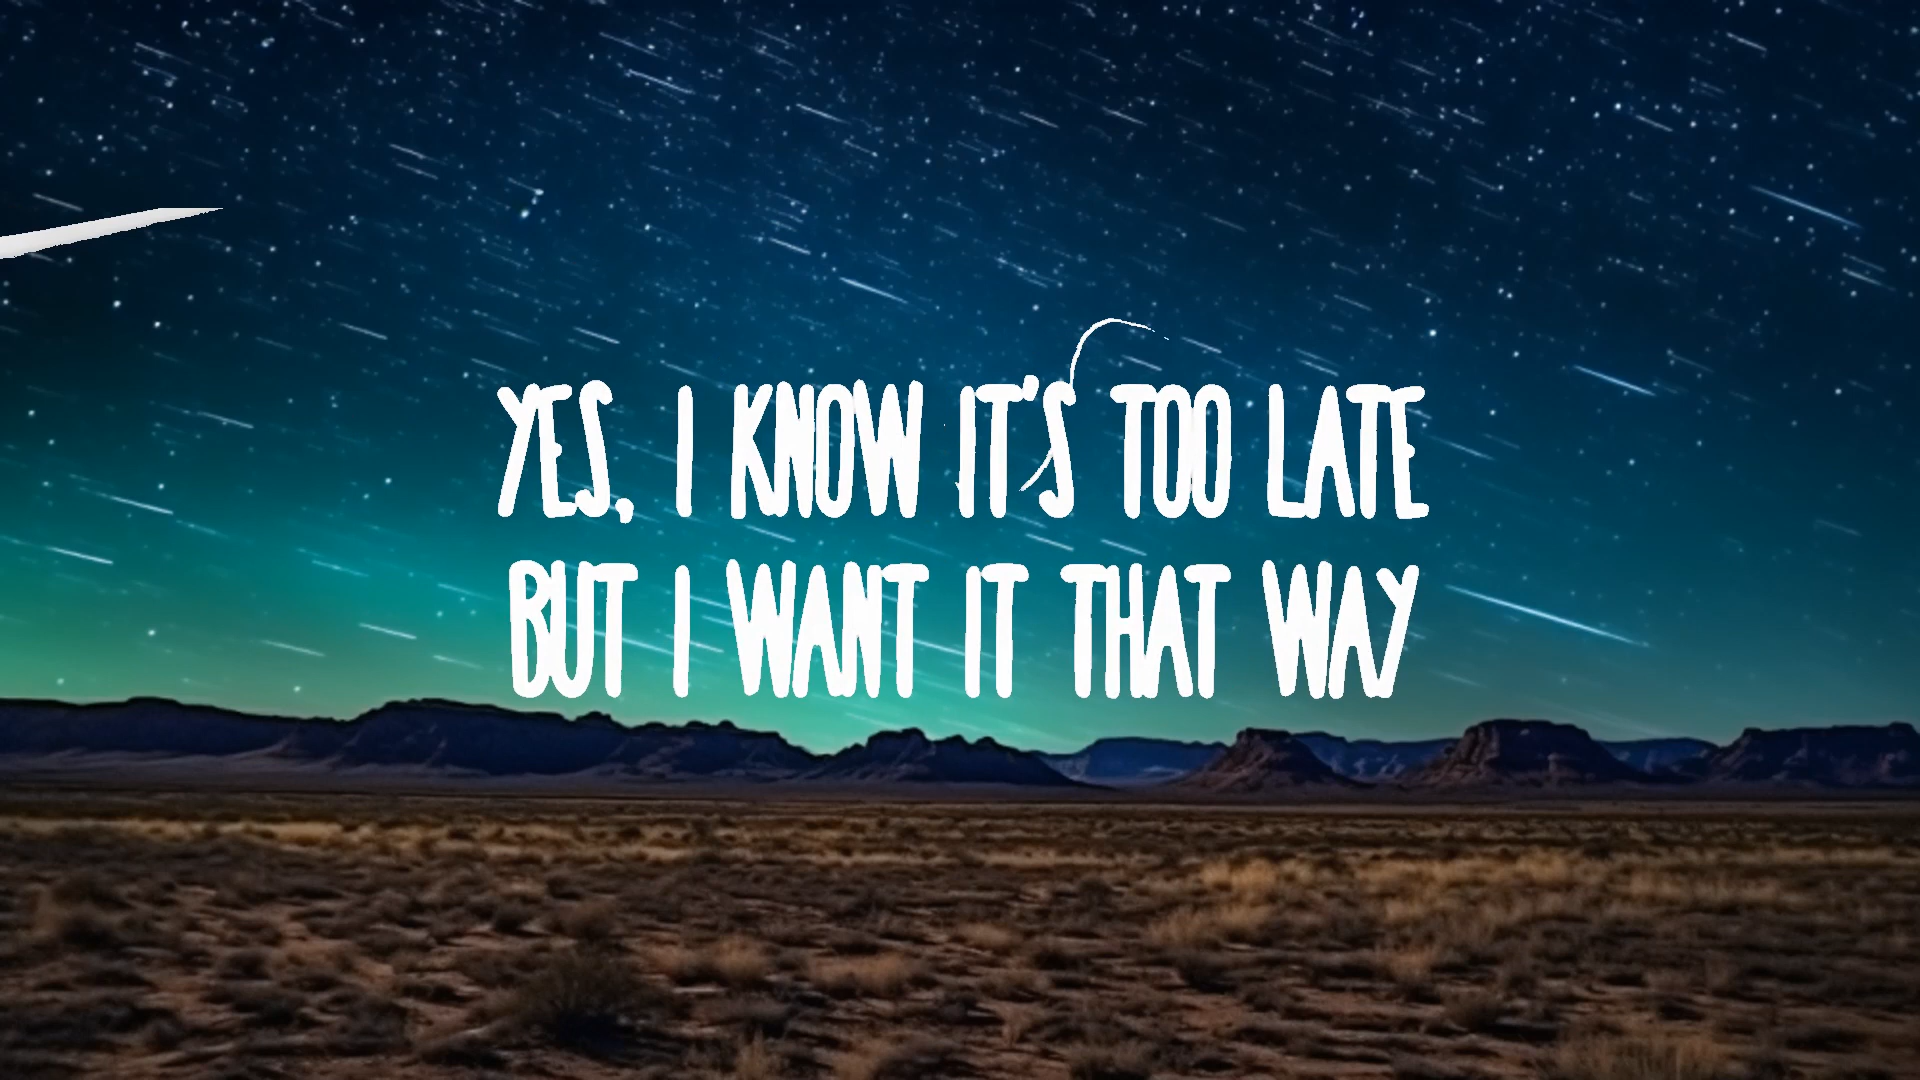 YES, I KNOW IT'S TOO LATE
BUT I WANT IT THAT WAY